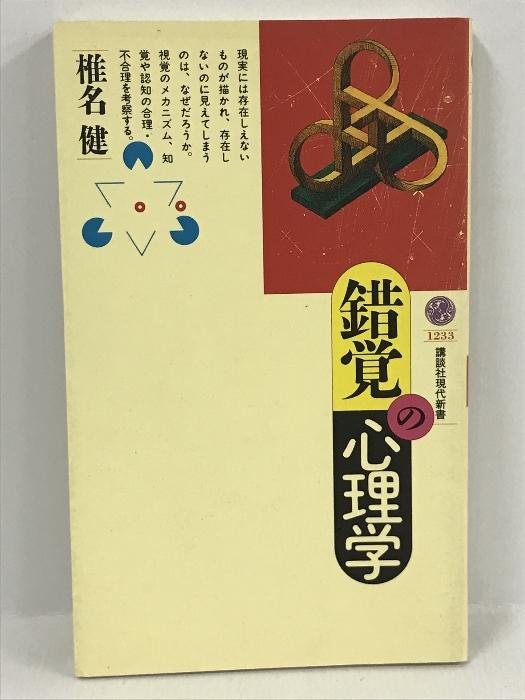 現実には存在しえない
ものが描かれ、存在し
ないのに見えてしまう
のは、なぜだろうか。
視覚のメカニズム、知
覚や認知の合理・
不合理を考察する。
椎名 健
錯覚の心理学
1233
講談社現代新書